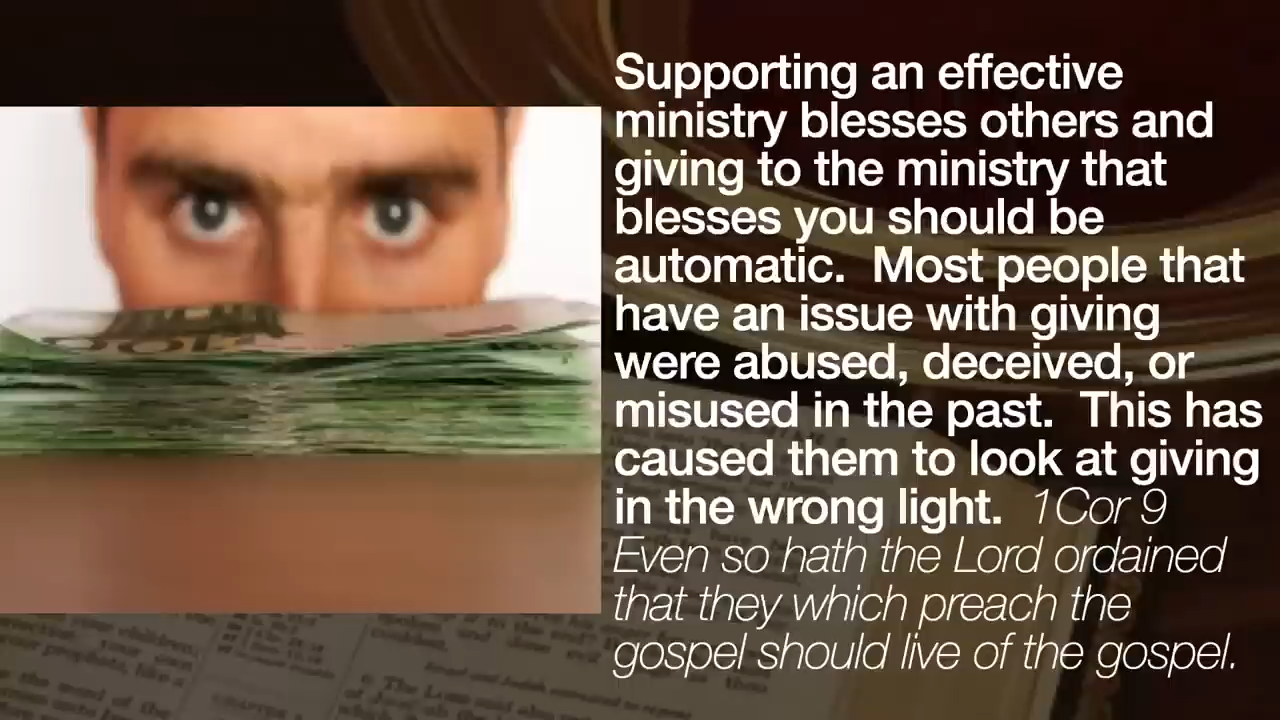 Supporting an effective
ministry blesses others and
giving to the ministry that
blesses you should be
automatic.  Most people that
have an issue with giving
were abused, deceived, or
misused in the past.  This has
caused them to look at giving
in the wrong light.  1Cor 9
Even so hath the Lord ordained
that they which preach the
gospel should live of the gospel.